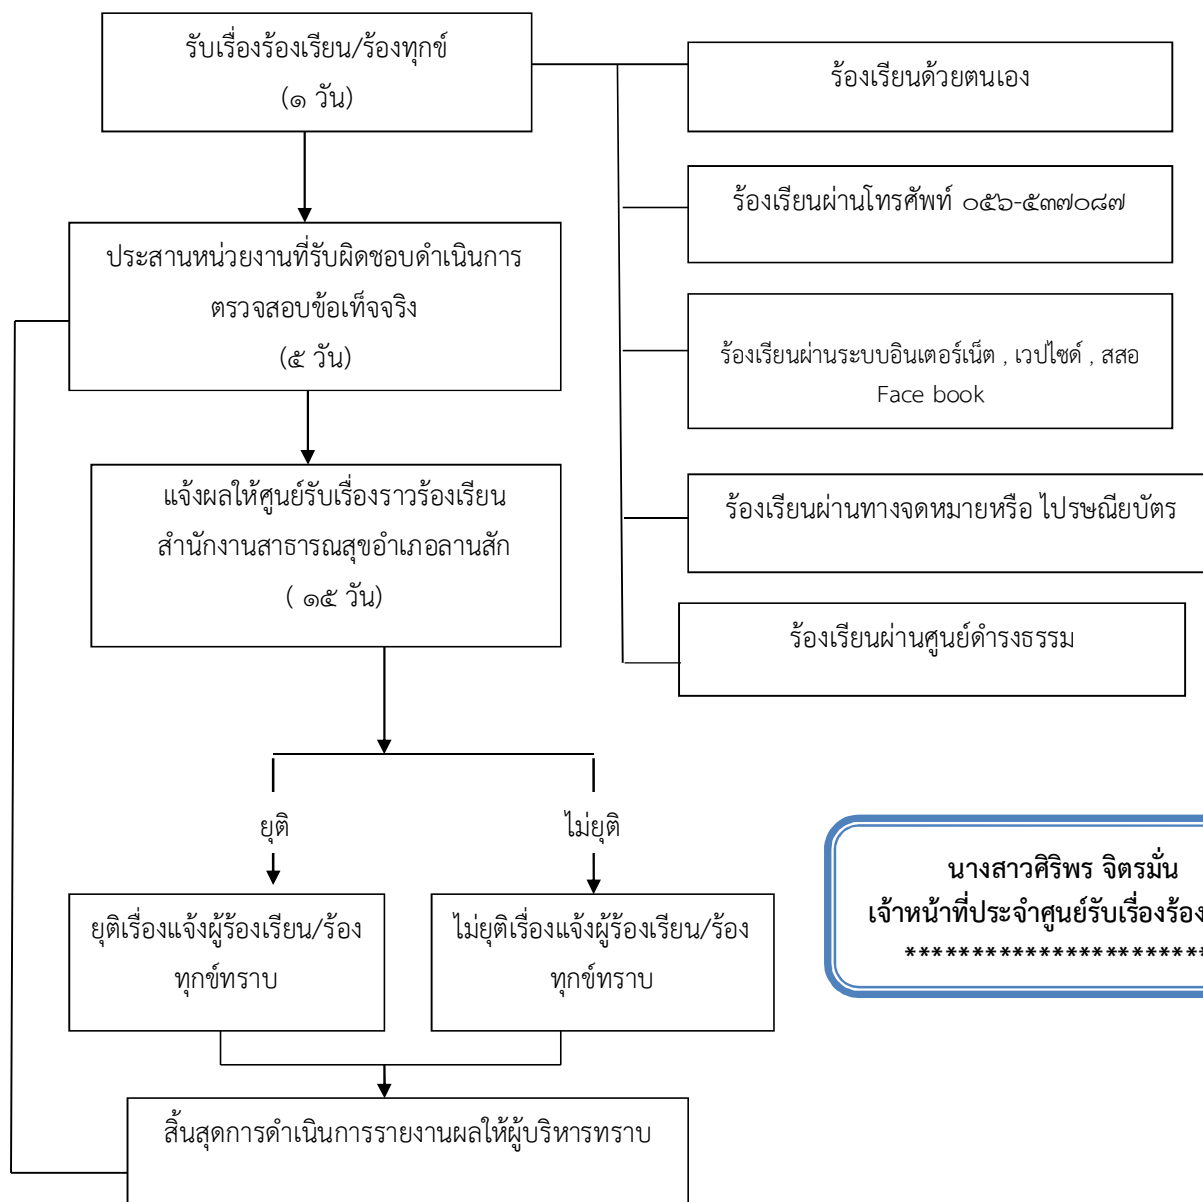 รับเรื่องร้องเรียน/ร้องทุกข์
(๑ วัน)
ร้องเรียนด้วยตนเอง
ร้องเรียนผ่านโทรศัพท์ ๐๕๖-๕๓๗๐๘๗
ประสานหน่วยงานที่รับผิดชอบดำเนินการ
ตรวจสอบข้อเท็จจริง
(๕ วัน)
ร้องเรียนผ่านระบบอินเตอร์เน็ต , เวปไซด์ , สสอ
Face book
แจ้งผลให้ศูนย์รับเรื่องราวร้องเรียน
สำนักงานสาธารณสุขอำเภอลานสัก
( ๑๕ วัน)
ร้องเรียนผ่านทางจดหมายหรือ ไปรษณียบัตร
ร้องเรียนผ่านศูนย์ดำรงธรรม
ยุติ
ไม่ยุติ
ยุติเรื่องแจ้งผู้ร้องเรียน/ร้อง
ทุกข์ทราบ
ไม่ยุติเรื่องแจ้งผู้ร้องเรียน/ร้อง
ทุกข์ทราบ
นางสาวศิริพร จิตรมั่น
เจ้าหน้าที่ประจำศูนย์รับเรื่องร้อง
***********************
สิ้นสุดการดำเนินการรายงานผลให้ผู้บริหารทราบ